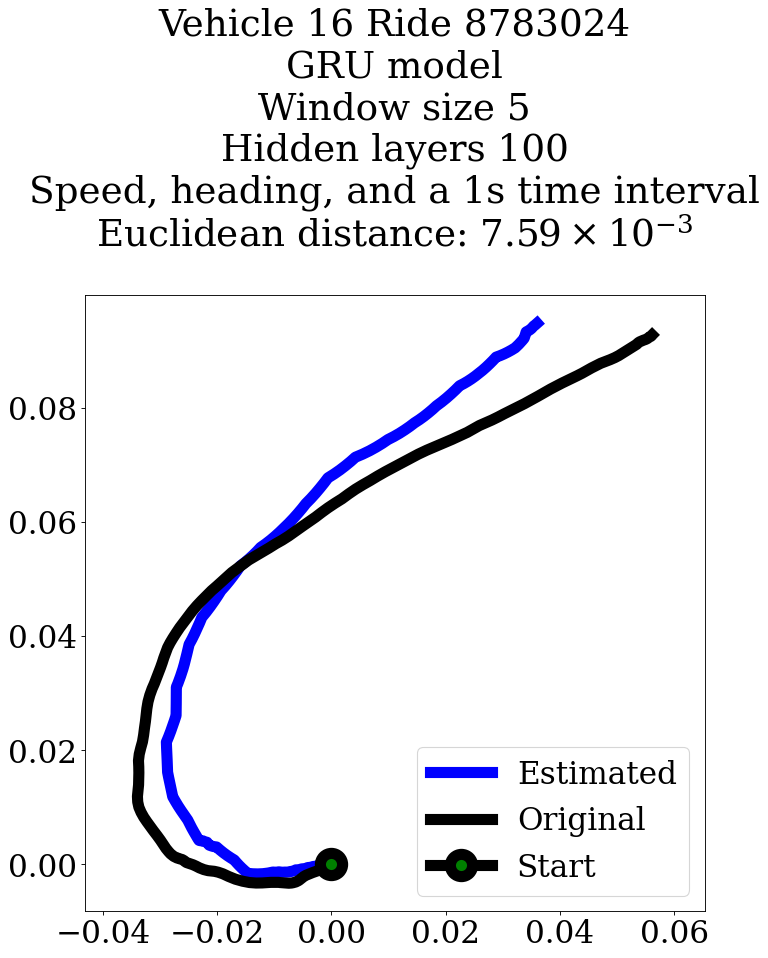 Vehicle 16 Ride 8783024
GRU model
Window size 5
Hidden layers 100
Speed, heading, and a 1s time interval
Euclidean distance: 7.59 × 10⁻³
0.08
0.06
0.04
0.02
0.00
Estimated
Original
Start
−0.04 −0.02 0.00 0.02 0.04 0.06